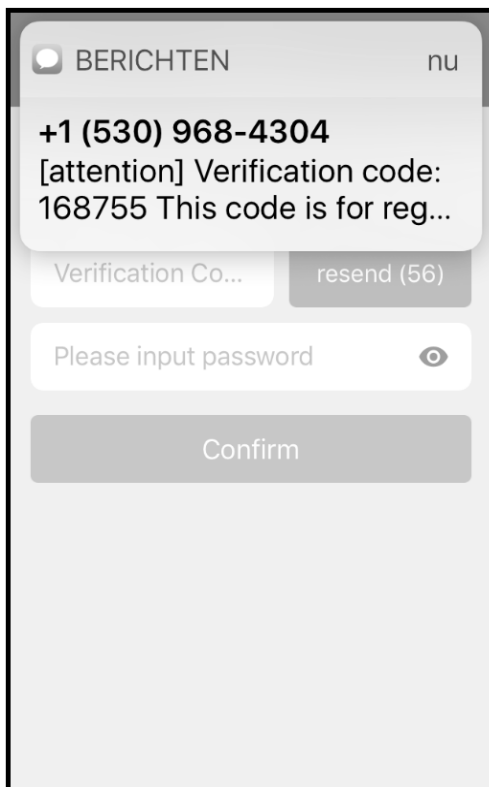 BERICHTEN nu
+1 (530) 968-4304
[attention] Verification code:
168755 This code is for reg...
Verification Co... resend (56)
Please input password
Confirm